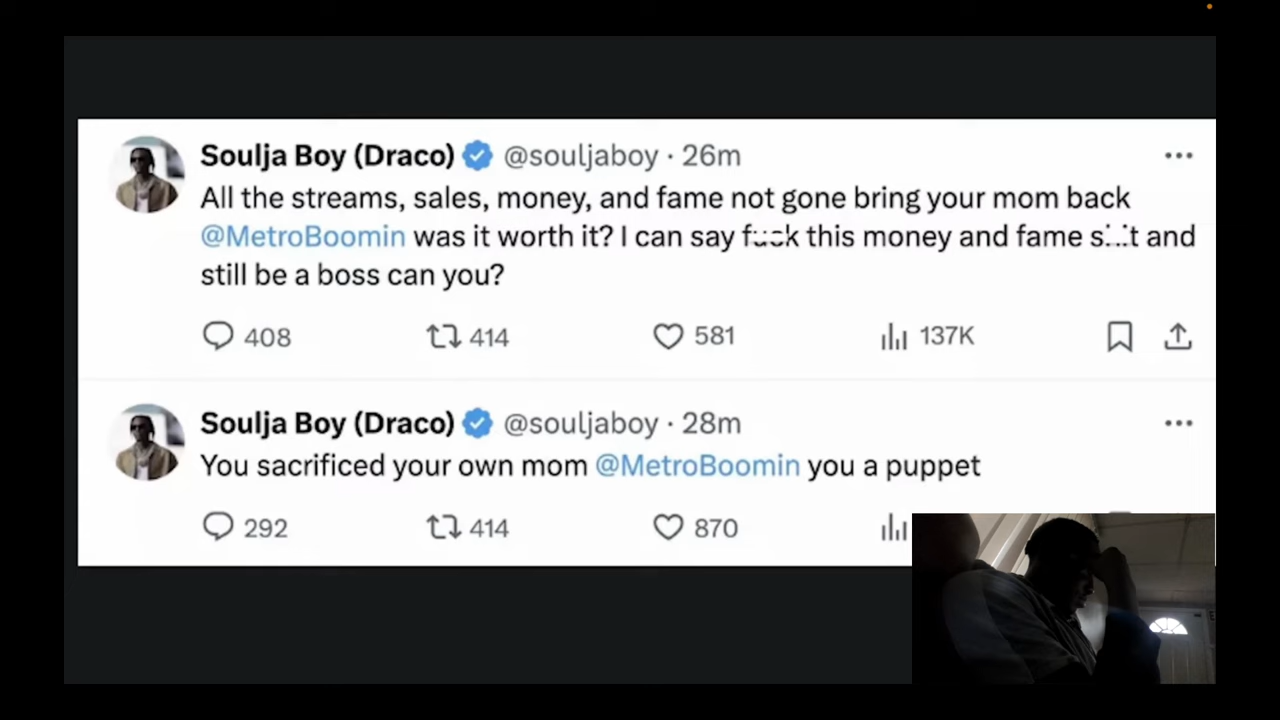 Soulja Boy (Draco) @souljaboy · 26m
All the streams, sales, money, and fame not gone bring your mom back
@MetroBoomin was it worth it? I can say fuck this money and fame s...t and
still be a boss can you?
408 414 581 137K
Soulja Boy (Draco) @souljaboy · 28m
You sacrificed your own mom @MetroBoomin you a puppet
292 414 870